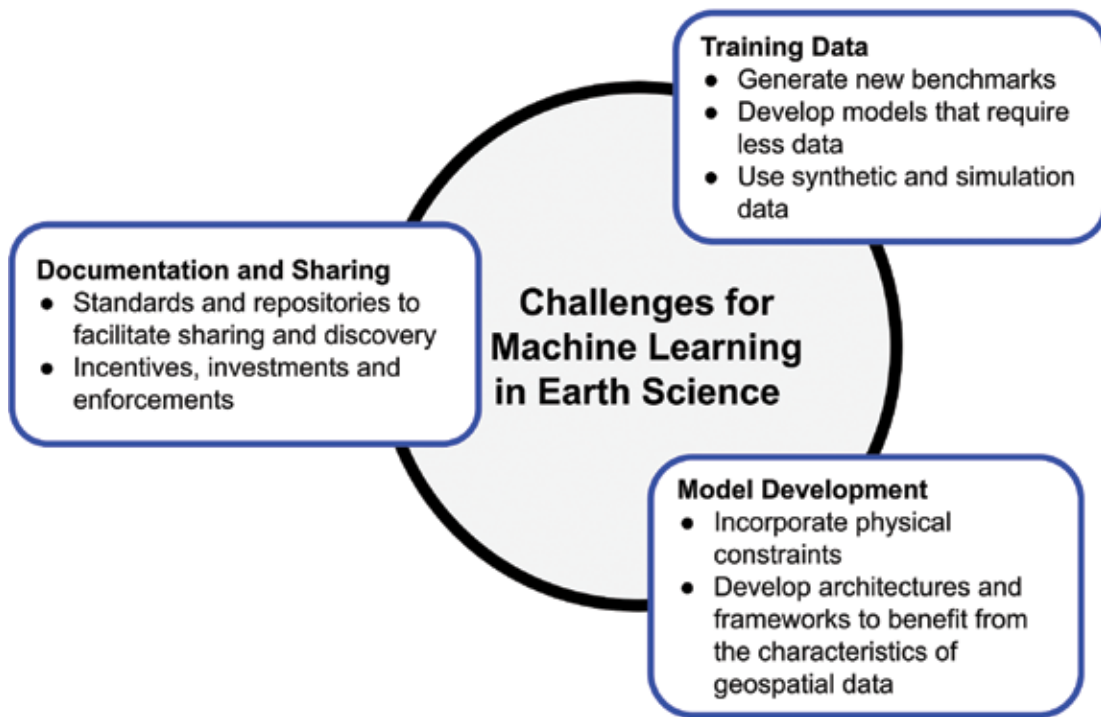 Training Data
● Generate new benchmarks
● Develop models that require
less data
● Use synthetic and simulation
data
Documentation and Sharing
● Standards and repositories to
facilitate sharing and discovery
● Incentives, investments and
enforcements
Challenges for
Machine Learning
in Earth Science
Model Development
● Incorporate physical
constraints
● Develop architectures and
frameworks to benefit from
the characteristics of
geospatial data